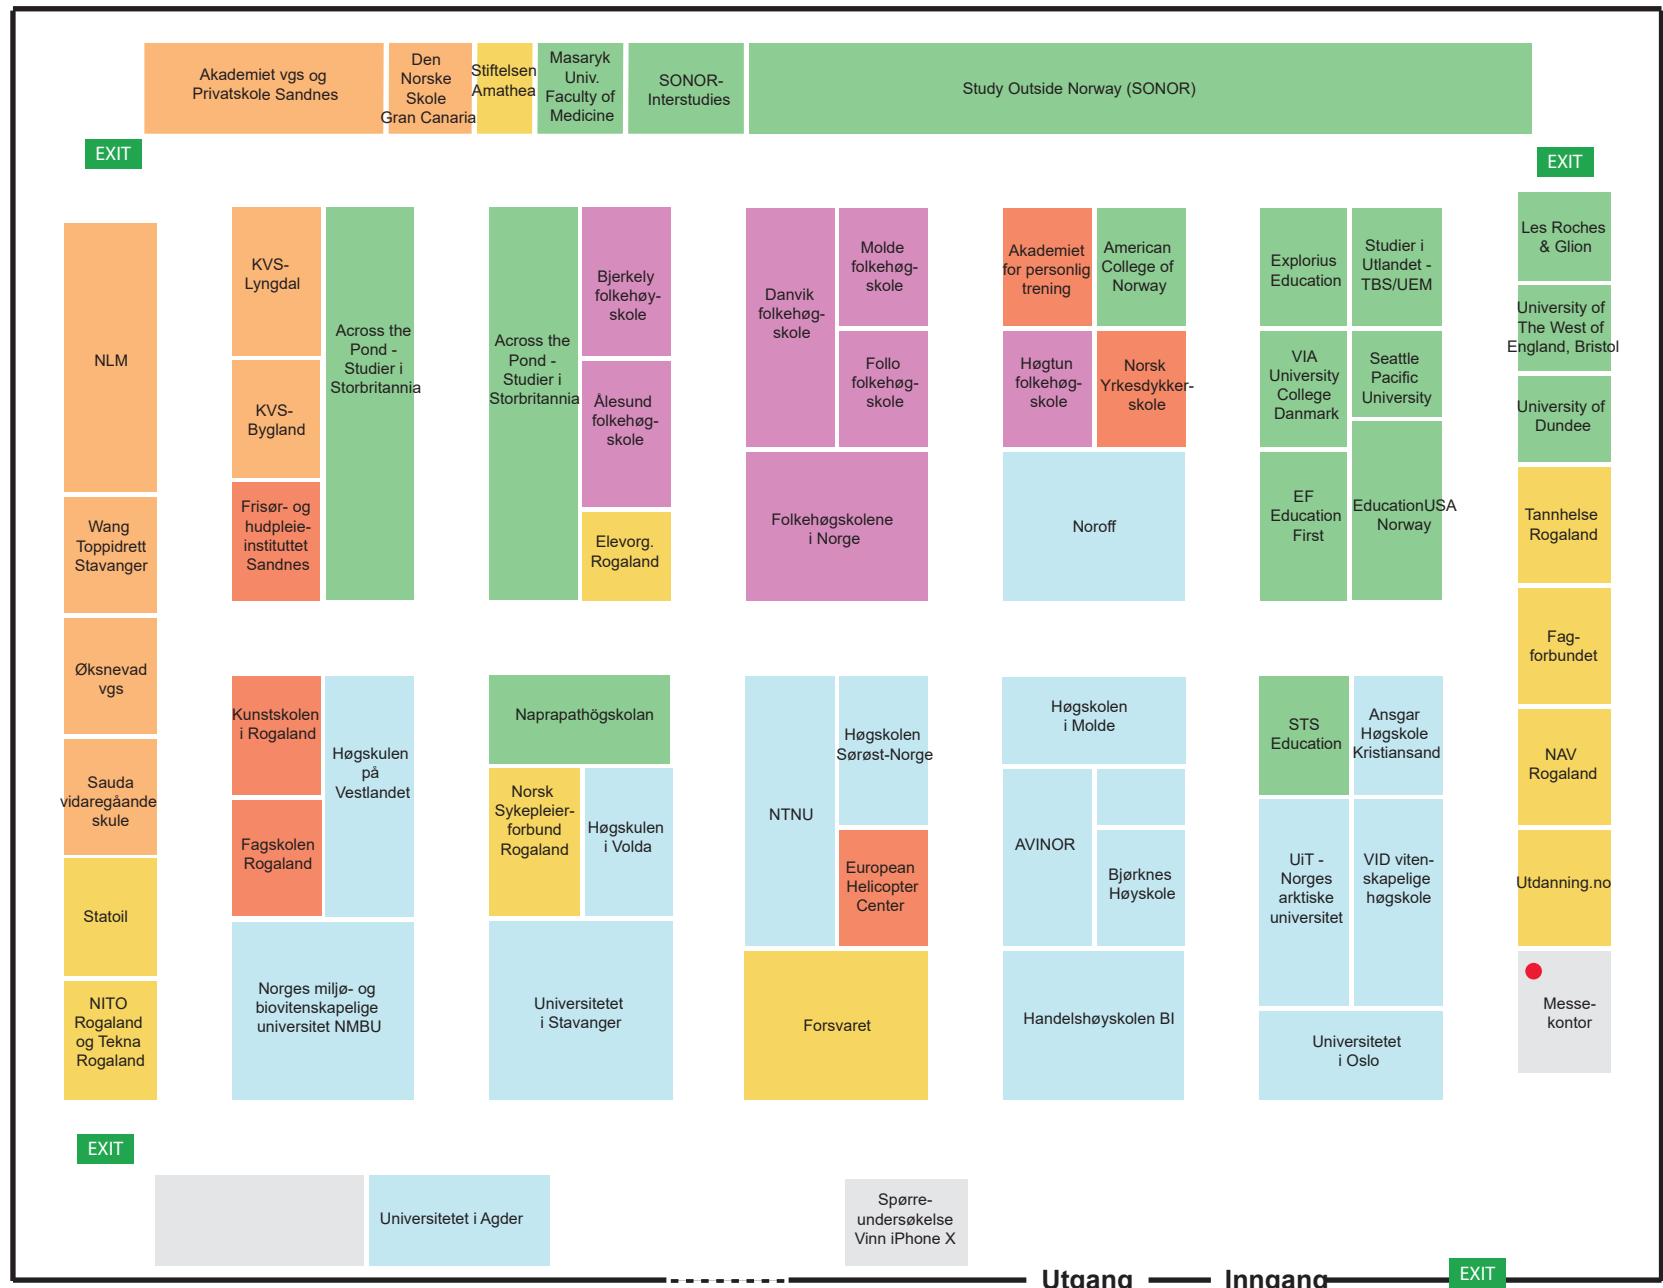 Akademiet vgs og
Privatskole Sandnes
Den
Norske
Skole
Gran Canaria
Stiftelsen
Amathea
Masaryk
Univ.
Faculty of
Medicine
SONOR-
Interstudies
Study Outside Norway (SONOR)
EXIT
EXIT
NLM
Wang
Toppidrett
Stavanger
Øksnevad
vgs
Sauda
vidaregåande
skule
Statoil
NITO
Rogaland
og Tekna
Rogaland
KVS-
Lyngdal
KVS-
Bygland
Frisør- og
hudpleie-
instituttet
Sandnes
Across the
Pond -
Studier i
Storbritannia
Across the
Pond -
Studier i
Storbritannia
Bjerkely
folkehøy-
skole
Ålesund
folkehøg-
skole
Elevorg.
Rogaland
Danvik
folkehøg-
skole
Molde
folkehøg-
skole
Follo
folkehøg-
skole
Folkehøgskolene
i Norge
Akademiet
for personlig
trening
American
College of
Norway
Høgtun
folkehøg-
skole
Norsk
Yrkesdykker-
skole
Noroff
Explorius
Education
Studier i
Utlandet -
TBS/UEM
VIA
University
College
Danmark
Seattle
Pacific
University
EF
Education
First
EducationUSA
Norway
Les Roches
& Glion
University of
The West of
England, Bristol
University of
Dundee
Tannhelse
Rogaland
Fag-
forbundet
NAV
Rogaland
Utdanning.no
Messe-
kontor
Kunstskolen
i Rogaland
Fagskolen
Rogaland
Høgskulen
på
Vestlandet
Norges miljø- og
biovitenskapelige
universitet NMBU
Naprapathögskolan
Norsk
Sykepleier-
forbund
Rogaland
Høgskulen
i Volda
Universitetet
i Stavanger
NTNU
Høgskolen
Sørøst-Norge
European
Helicopter
Center
Forsvaret
Høgskolen
i Molde
AVINOR
Bjørknes
Høyskole
Handelshøyskolen BI
STS
Education
Ansgar
Høgskole
Kristiansand
UiT -
Norges
arktiske
universitet
VID viten-
skapelige
høgskole
Universitetet
i Oslo
EXIT
Universitetet i Agder
Spørre-
undersøkelse
Vinn iPhone X
Utgang
Inngang
EXIT